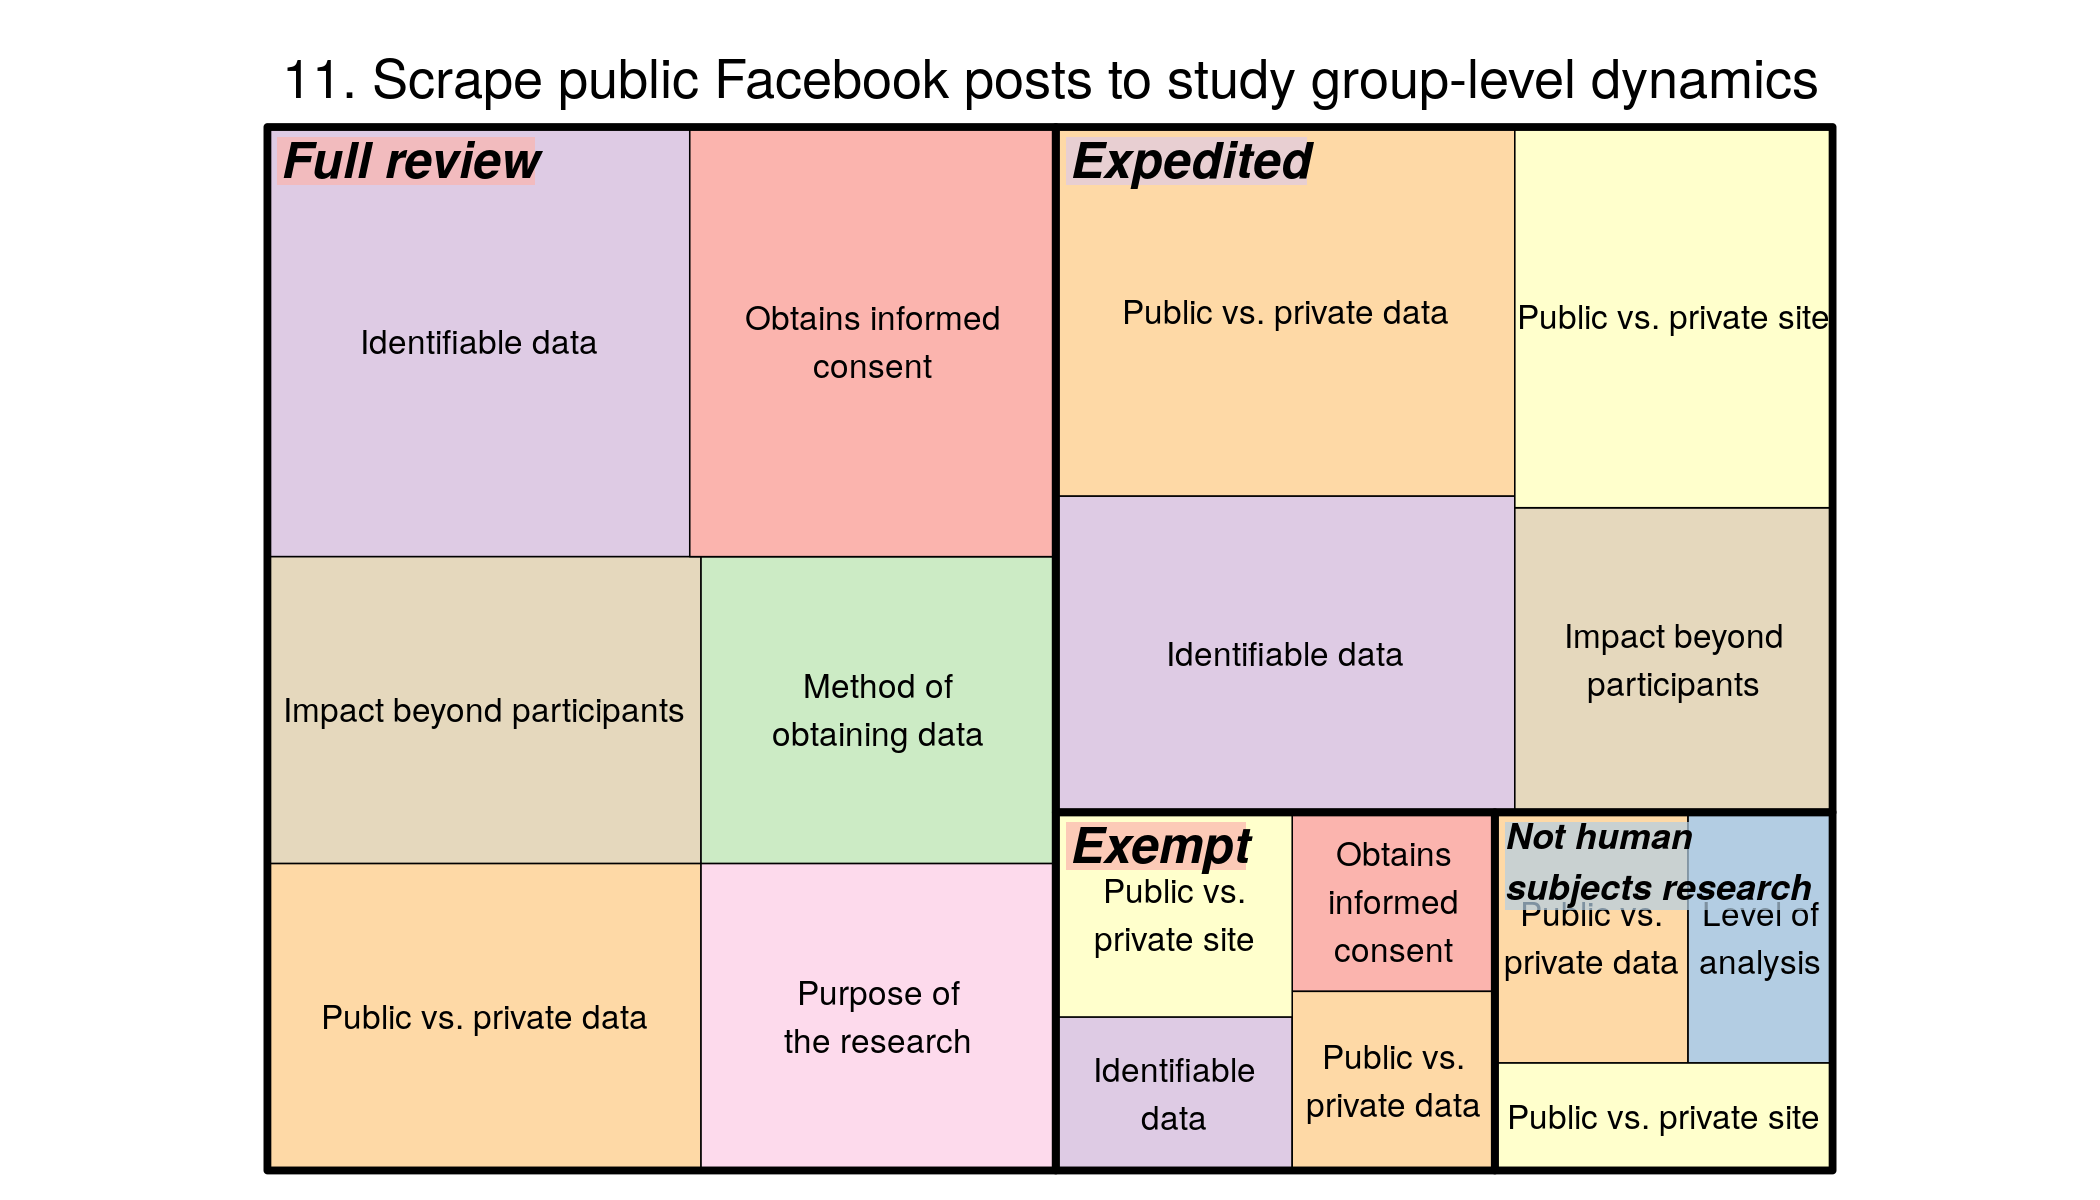 11. Scrape public Facebook posts to study group-level dynamics
Full review
Identifiable data
Obtains informed
consent
Impact beyond participants
Method of
obtaining data
Public vs. private data
Purpose of
the research
Expedited
Public vs. private data
Public vs. private site
Identifiable data
Impact beyond
participants
Exempt
Public vs.
private site
Obtains
informed
consent
Identifiable
data
Public vs.
private data
Not human
subjects research
Public vs.
private data
Level of
analysis
Public vs. private site